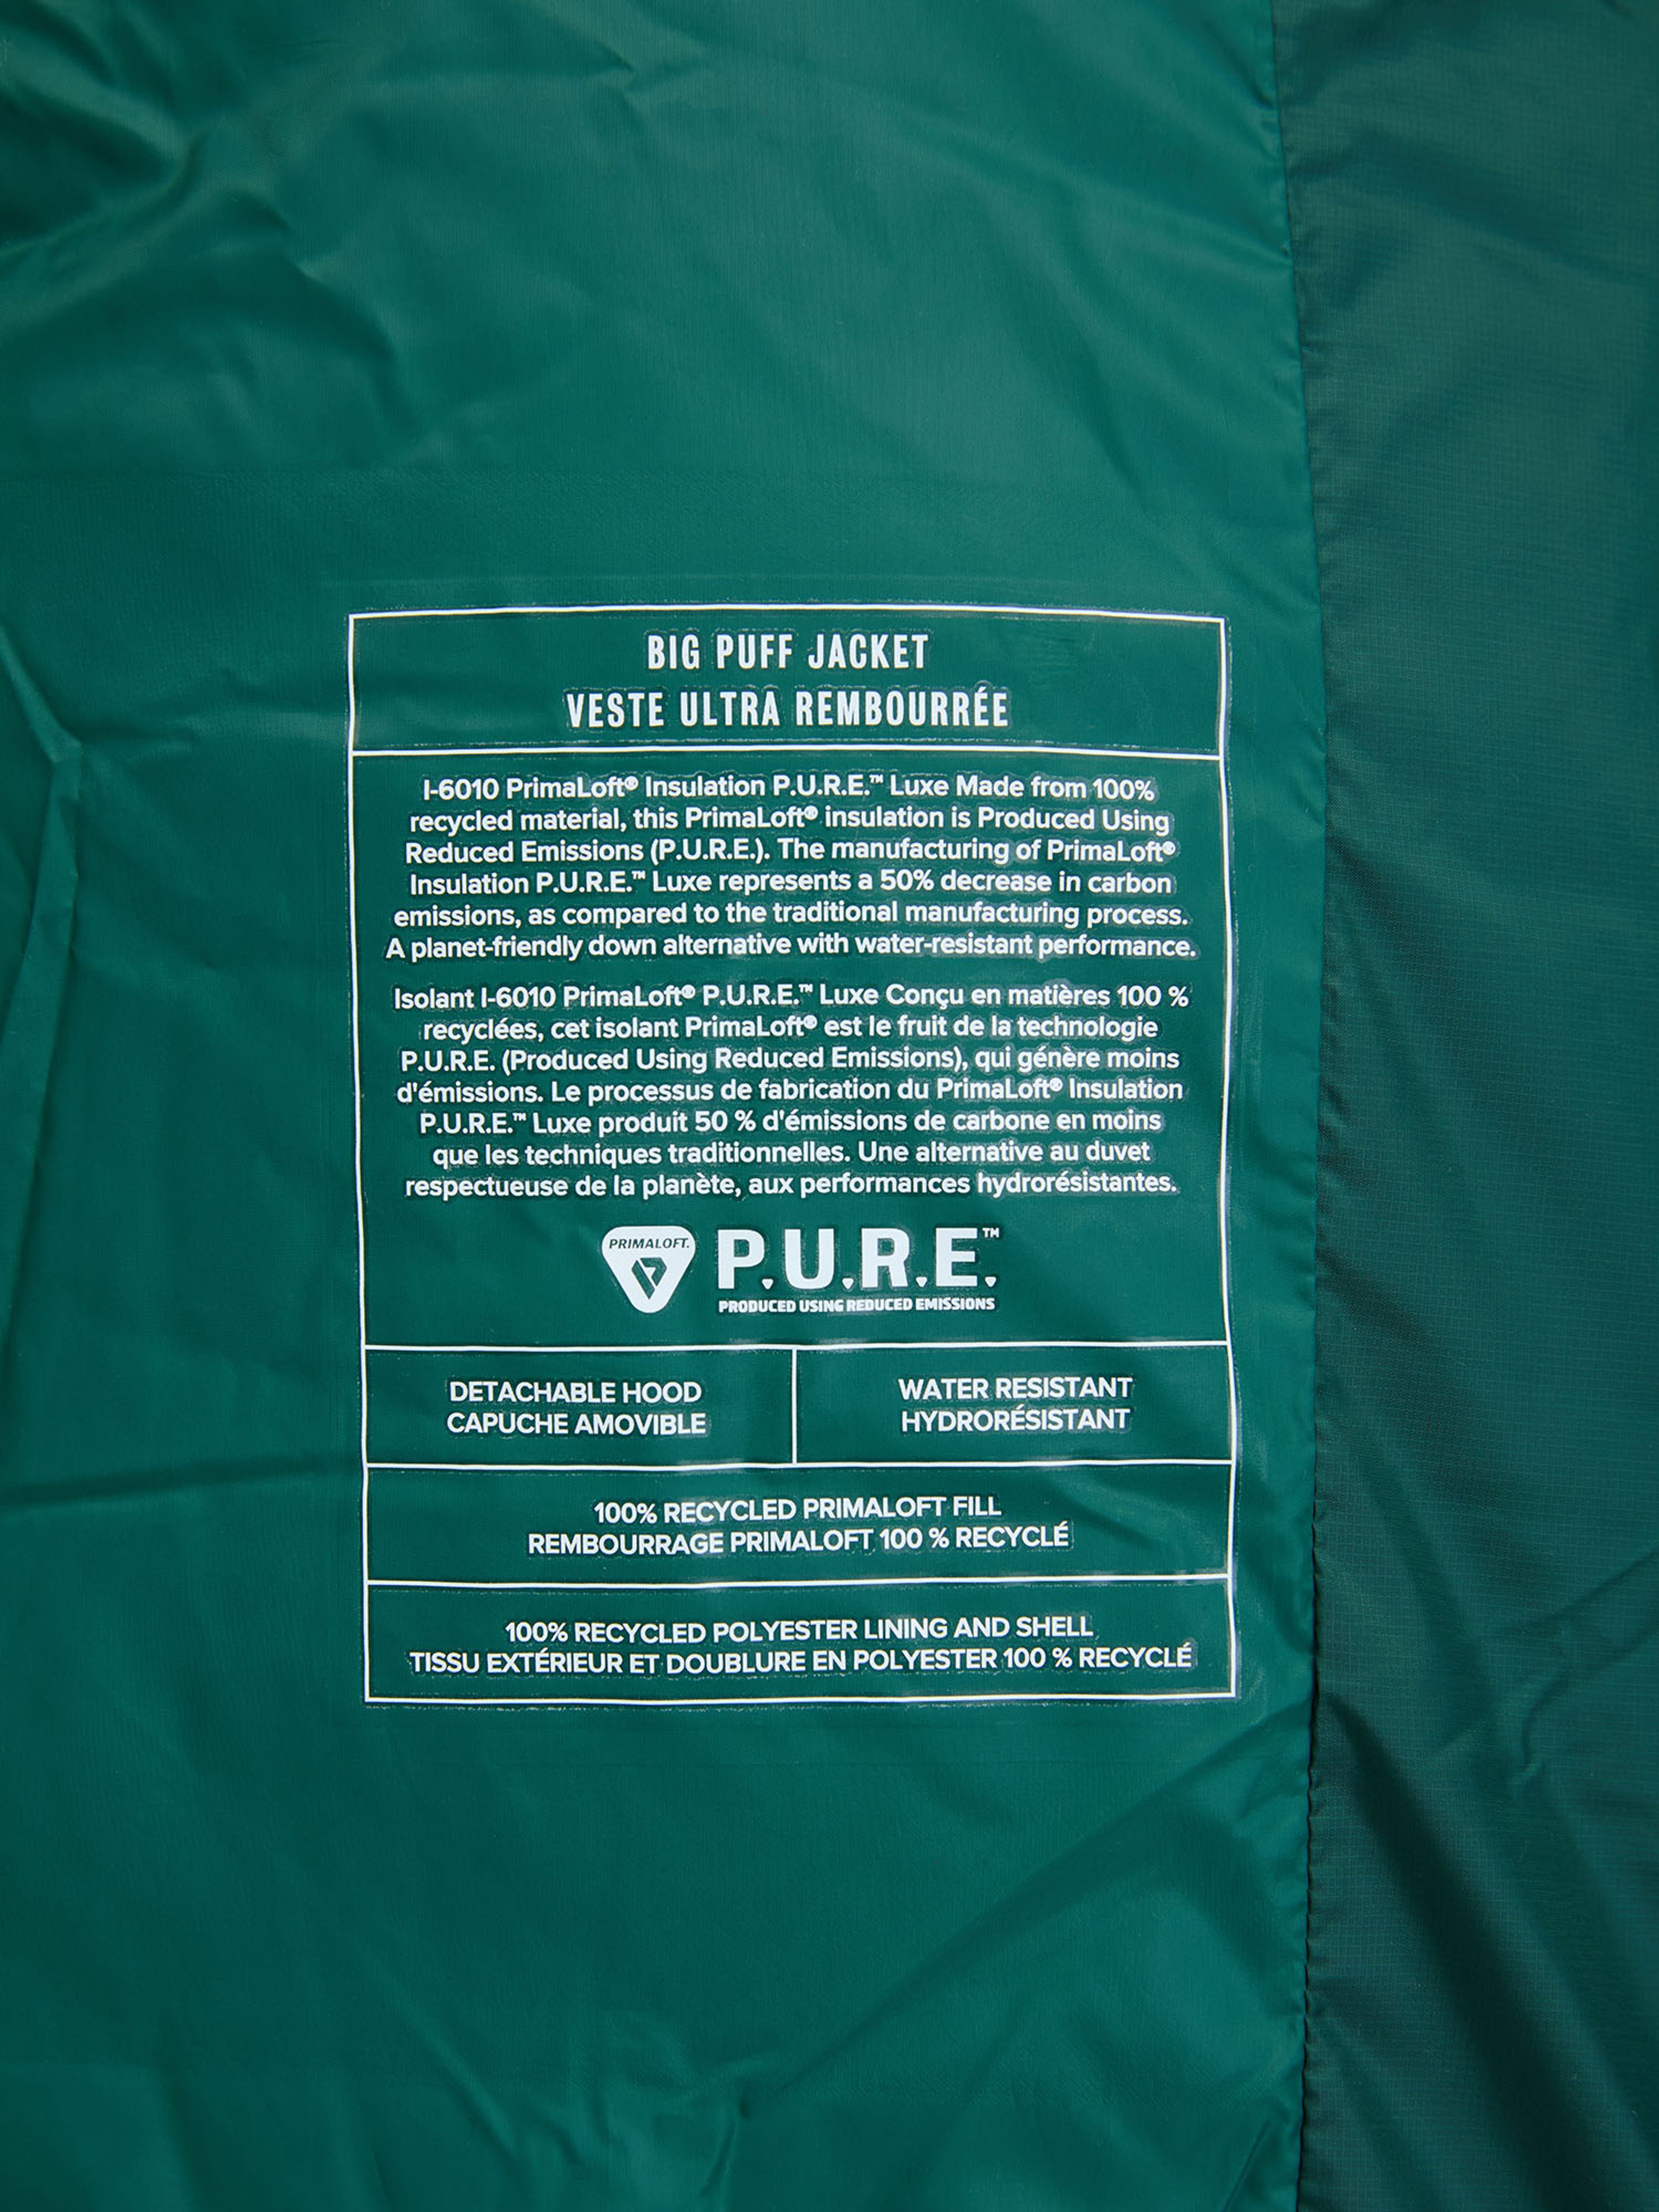 BIG PUFF JACKET
VESTE ULTRA REMBOURRÉE
I-6010 PrimaLoft® Insulation P.U.R.E.™ Luxe Made from 100%
recycled material, this PrimaLoft® insulation is Produced Using
Reduced Emissions (P.U.R.E.). The manufacturing of PrimaLoft®
Insulation P.U.R.E.™ Luxe represents a 50% decrease in carbon
emissions, as compared to the traditional manufacturing process.
A planet-friendly down alternative with water-resistant performance.
Isolant I-6010 PrimaLoft® P.U.R.E.™ Luxe Conçu en matières 100 %
recyclées, cet isolant PrimaLoft® est le fruit de la technologie
P.U.R.E. (Produced Using Reduced Emissions), qui génère moins
d'émissions. Le processus de fabrication du PrimaLoft® Insulation
P.U.R.E.™ Luxe produit 50 % d'émissions de carbone en moins
que les techniques traditionnelles. Une alternative au duvet
respectueuse de la planète, aux performances hydrorésistantes.
PRIMALOFT. P.U.R.E.™
PRODUCED USING REDUCED EMISSIONS
DETACHABLE HOOD
CAPUCHE AMOVIBLE
WATER RESISTANT
HYDRORÉSISTANT
100% RECYCLED PRIMALOFT FILL
REMBOURRAGE PRIMALOFT 100 % RECYCLÉ
100% RECYCLED POLYESTER LINING AND SHELL
TISSU EXTÉRIEUR ET DOUBLURE EN POLYESTER 100 % RECYCLÉ